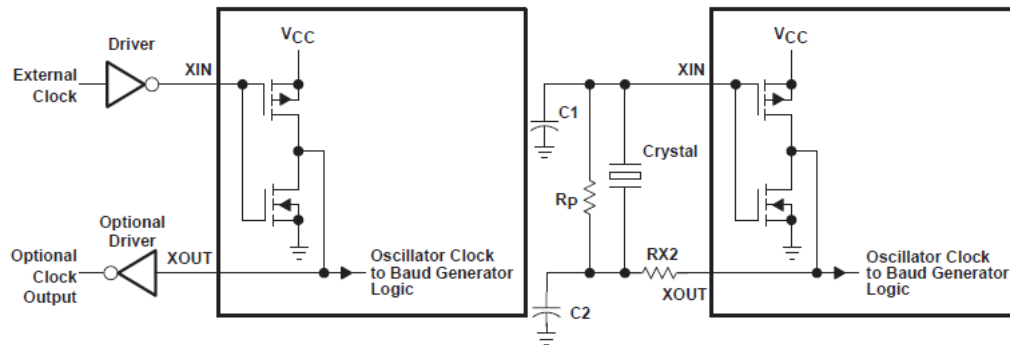 Driver
External
Clock
XIN
VCC
Optional
Driver
Optional
Clock
Output
XOUT
Oscillator Clock
to Baud Generator
Logic
VCC
XIN
C1
Crystal
RP
RX2
XOUT
C2
Oscillator Clock
to Baud Generator
Logic